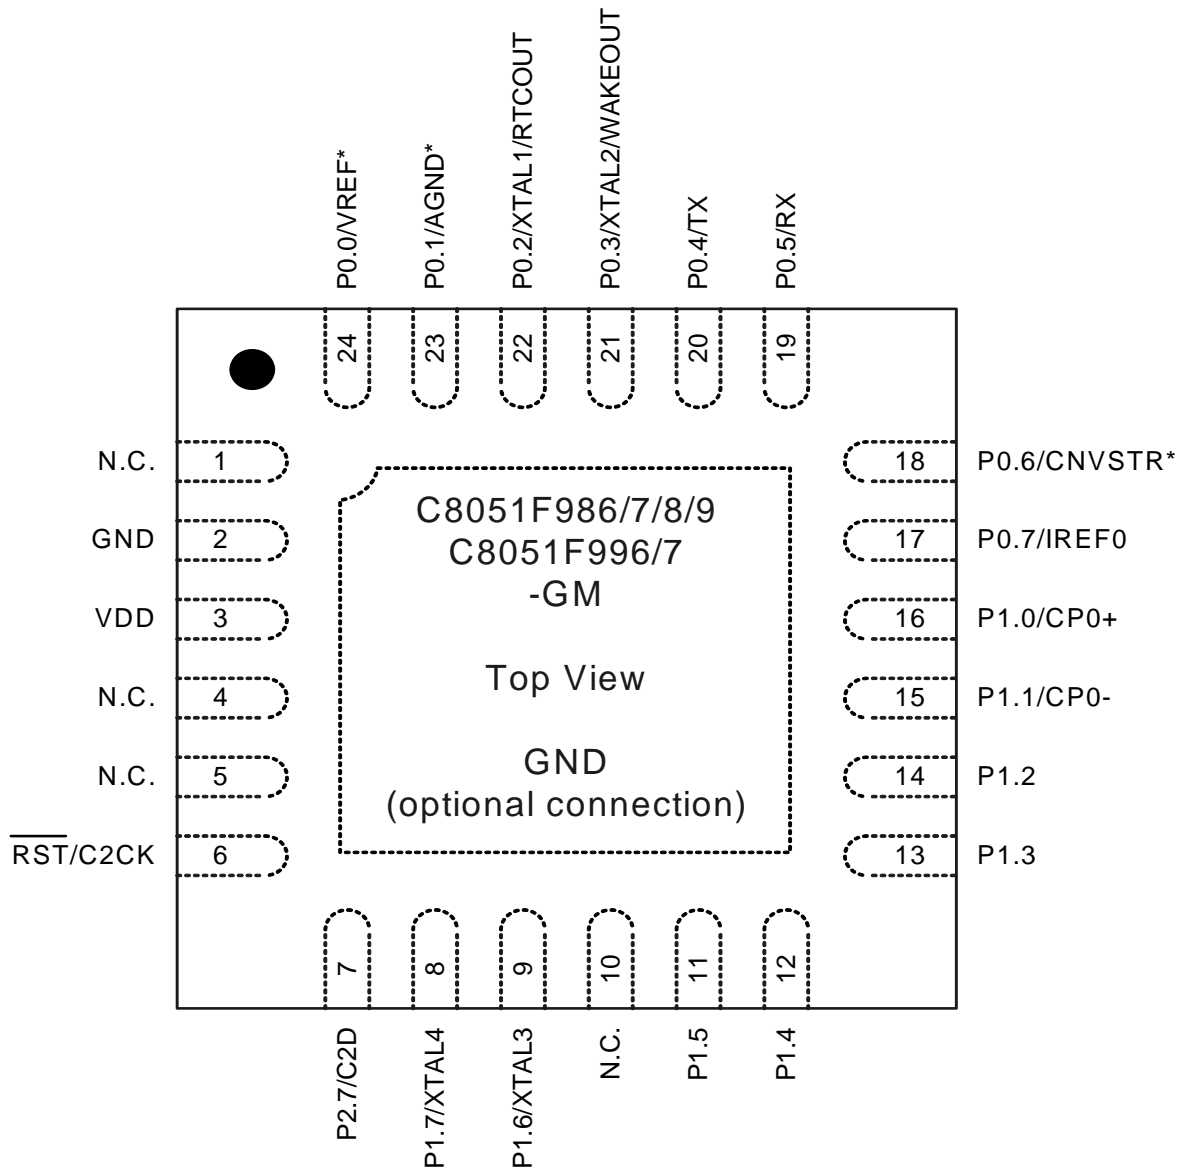 P0.0/VREF*
P0.1/AGND*
P0.2/XTAL1/RTCOUT
P0.3/XTAL2/WAKEOUT
P0.4/TX
P0.5/RX
24
23
22
21
20
19
N.C.
1
GND
2
VDD
3
N.C.
4
N.C.
5
RST/C2CK
6
C8051F986/7/8/9
C8051F996/7
-GM
Top View
GND
(optional connection)
18
P0.6/CNVSTR*
17
P0.7/IREF0
16
P1.0/CP0+
15
P1.1/CP0-
14
P1.2
13
P1.3
7
8
9
10
11
12
P2.7/C2D
P1.7/XTAL4
P1.6/XTAL3
N.C.
P1.5
P1.4